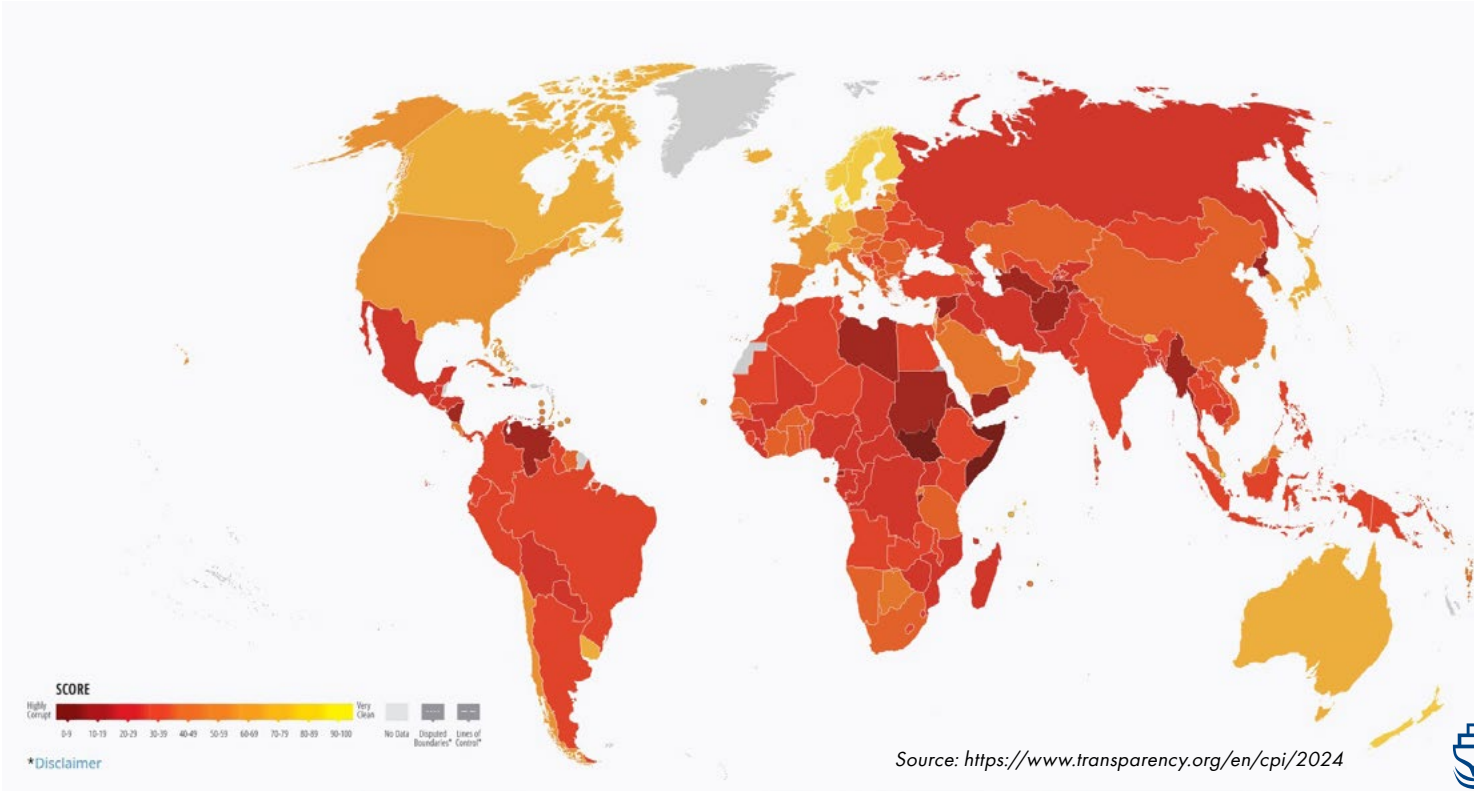 SCORE
Highly
Corrupt
Very
Clean
0-9 10-19 20-29 30-39 40-49 50-59 60-69 70-79 80-89 90-100
No Data
Disputed
Boundaries*
Lines of
Control*
*Disclaimer
Source: https://www.transparency.org/en/cpi/2024